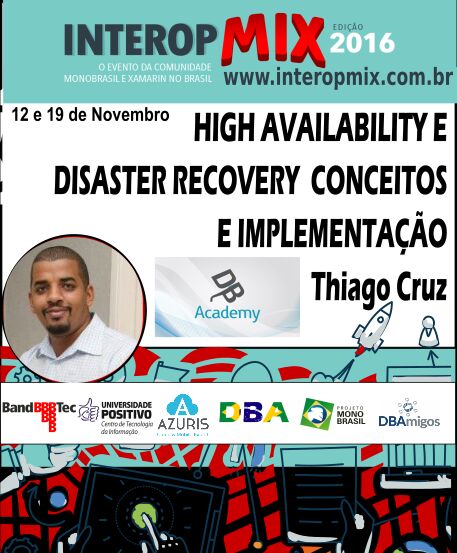 INTEROP MIX
EDIÇÃO
2016
O EVENTO DA COMUNIDADE
MONOBRASIL E XAMARIN NO BRASIL
www.interopmix.com.br
12 e 19 de Novembro
HIGH AVAILABILITY E
DISASTER RECOVERY CONCEITOS
E IMPLEMENTAÇÃO
Thiago Cruz
DB
Academy
BandTec
UNIVERSIDADE
POSITIVO
Centro de Tecnologia
da Informação
AZURIS
DBA
PROJETO
MONO
BRASIL
DBAmigos